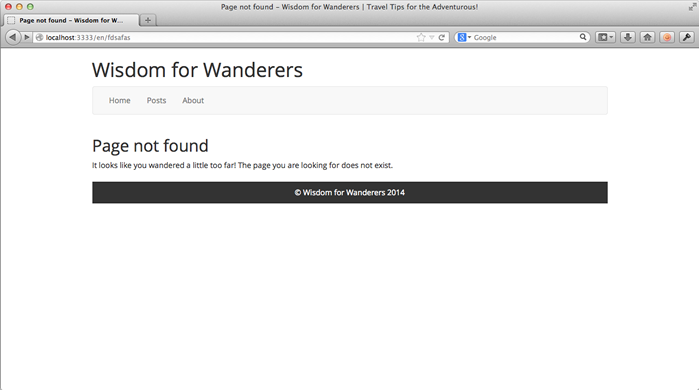 Page not found – Wisdom for Wanderers | Travel Tips for the Adventurous!
Page not found – Wisdom for W...
localhost:3333/en/fdsafas
Google
Wisdom for Wanderers
Home Posts About
Page not found
It looks like you wandered a little too far! The page you are looking for does not exist.
© Wisdom for Wanderers 2014